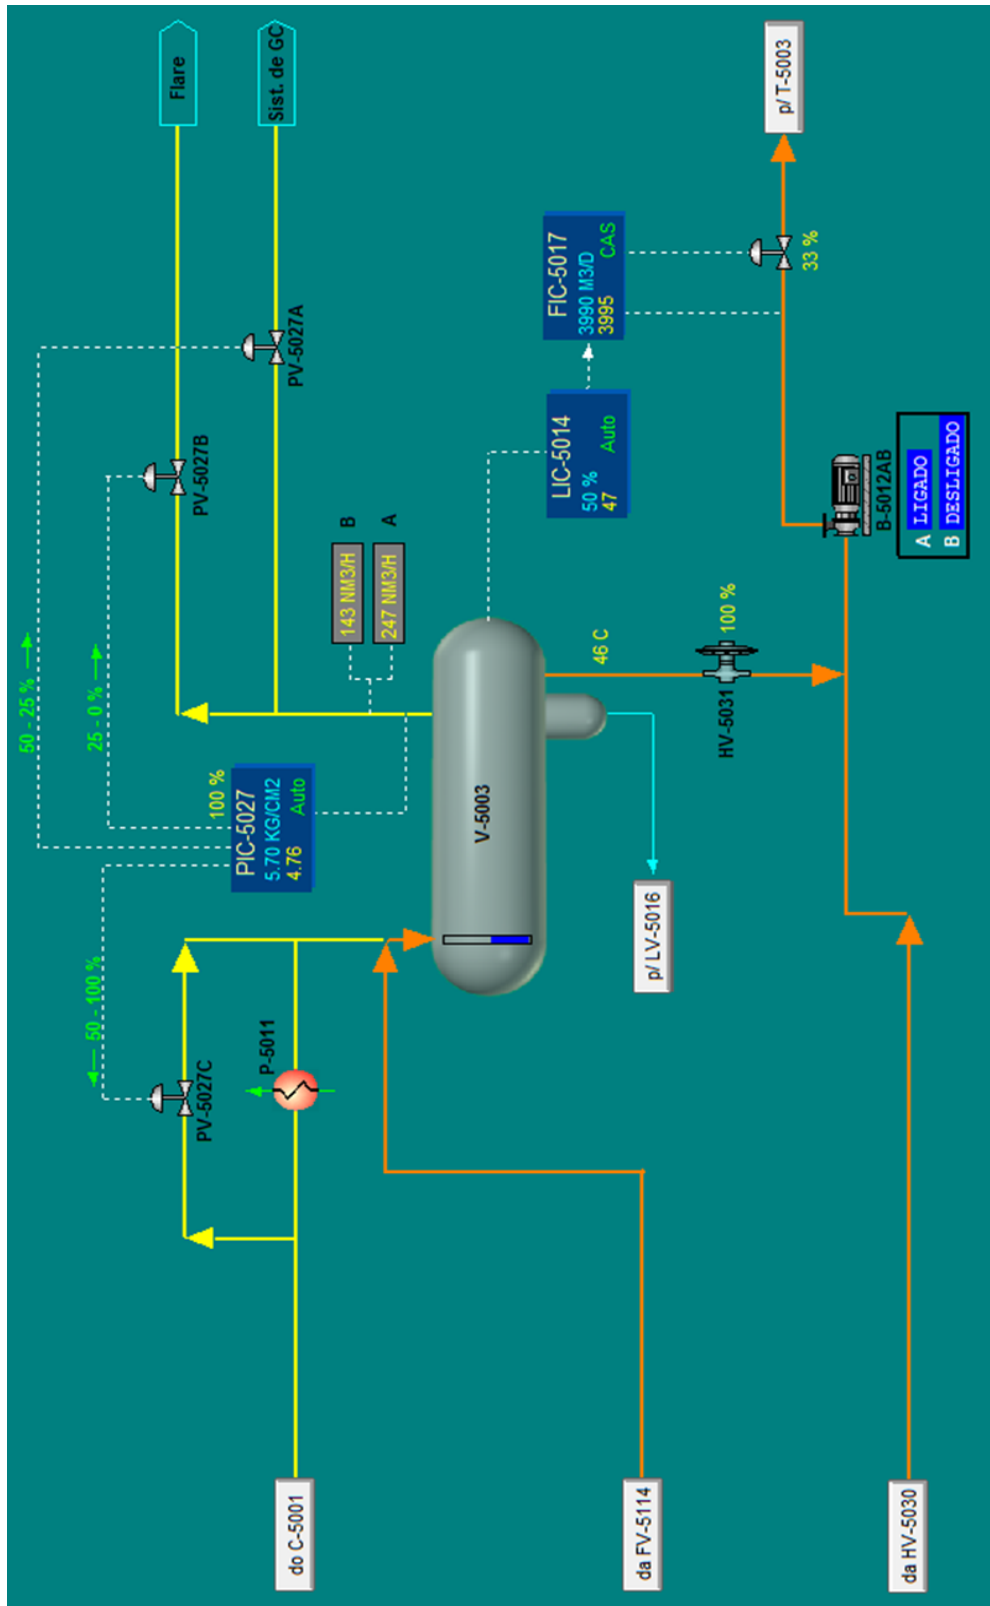 Flare
Sist. de GC
50 - 25 %
25 - 0 %
50 - 100 %
PV-5027A
PV-5027B
PV-5027C
100 %
PIC-5027
5.70 KG/CM2
4.76 Auto
143 NM3/H B
247 NM3/H A
P-5011
V-5003
LIC-5014
50 %
47 Auto
FIC-5017
3990 M3/D
3995 CAS
33 %
p/ T-5003
46 C
HV-5031
100 %
p/ LV-5016
B-5012AB
A LIGADO
B DESLIGADO
do C-5001
da FV-5114
da HV-5030